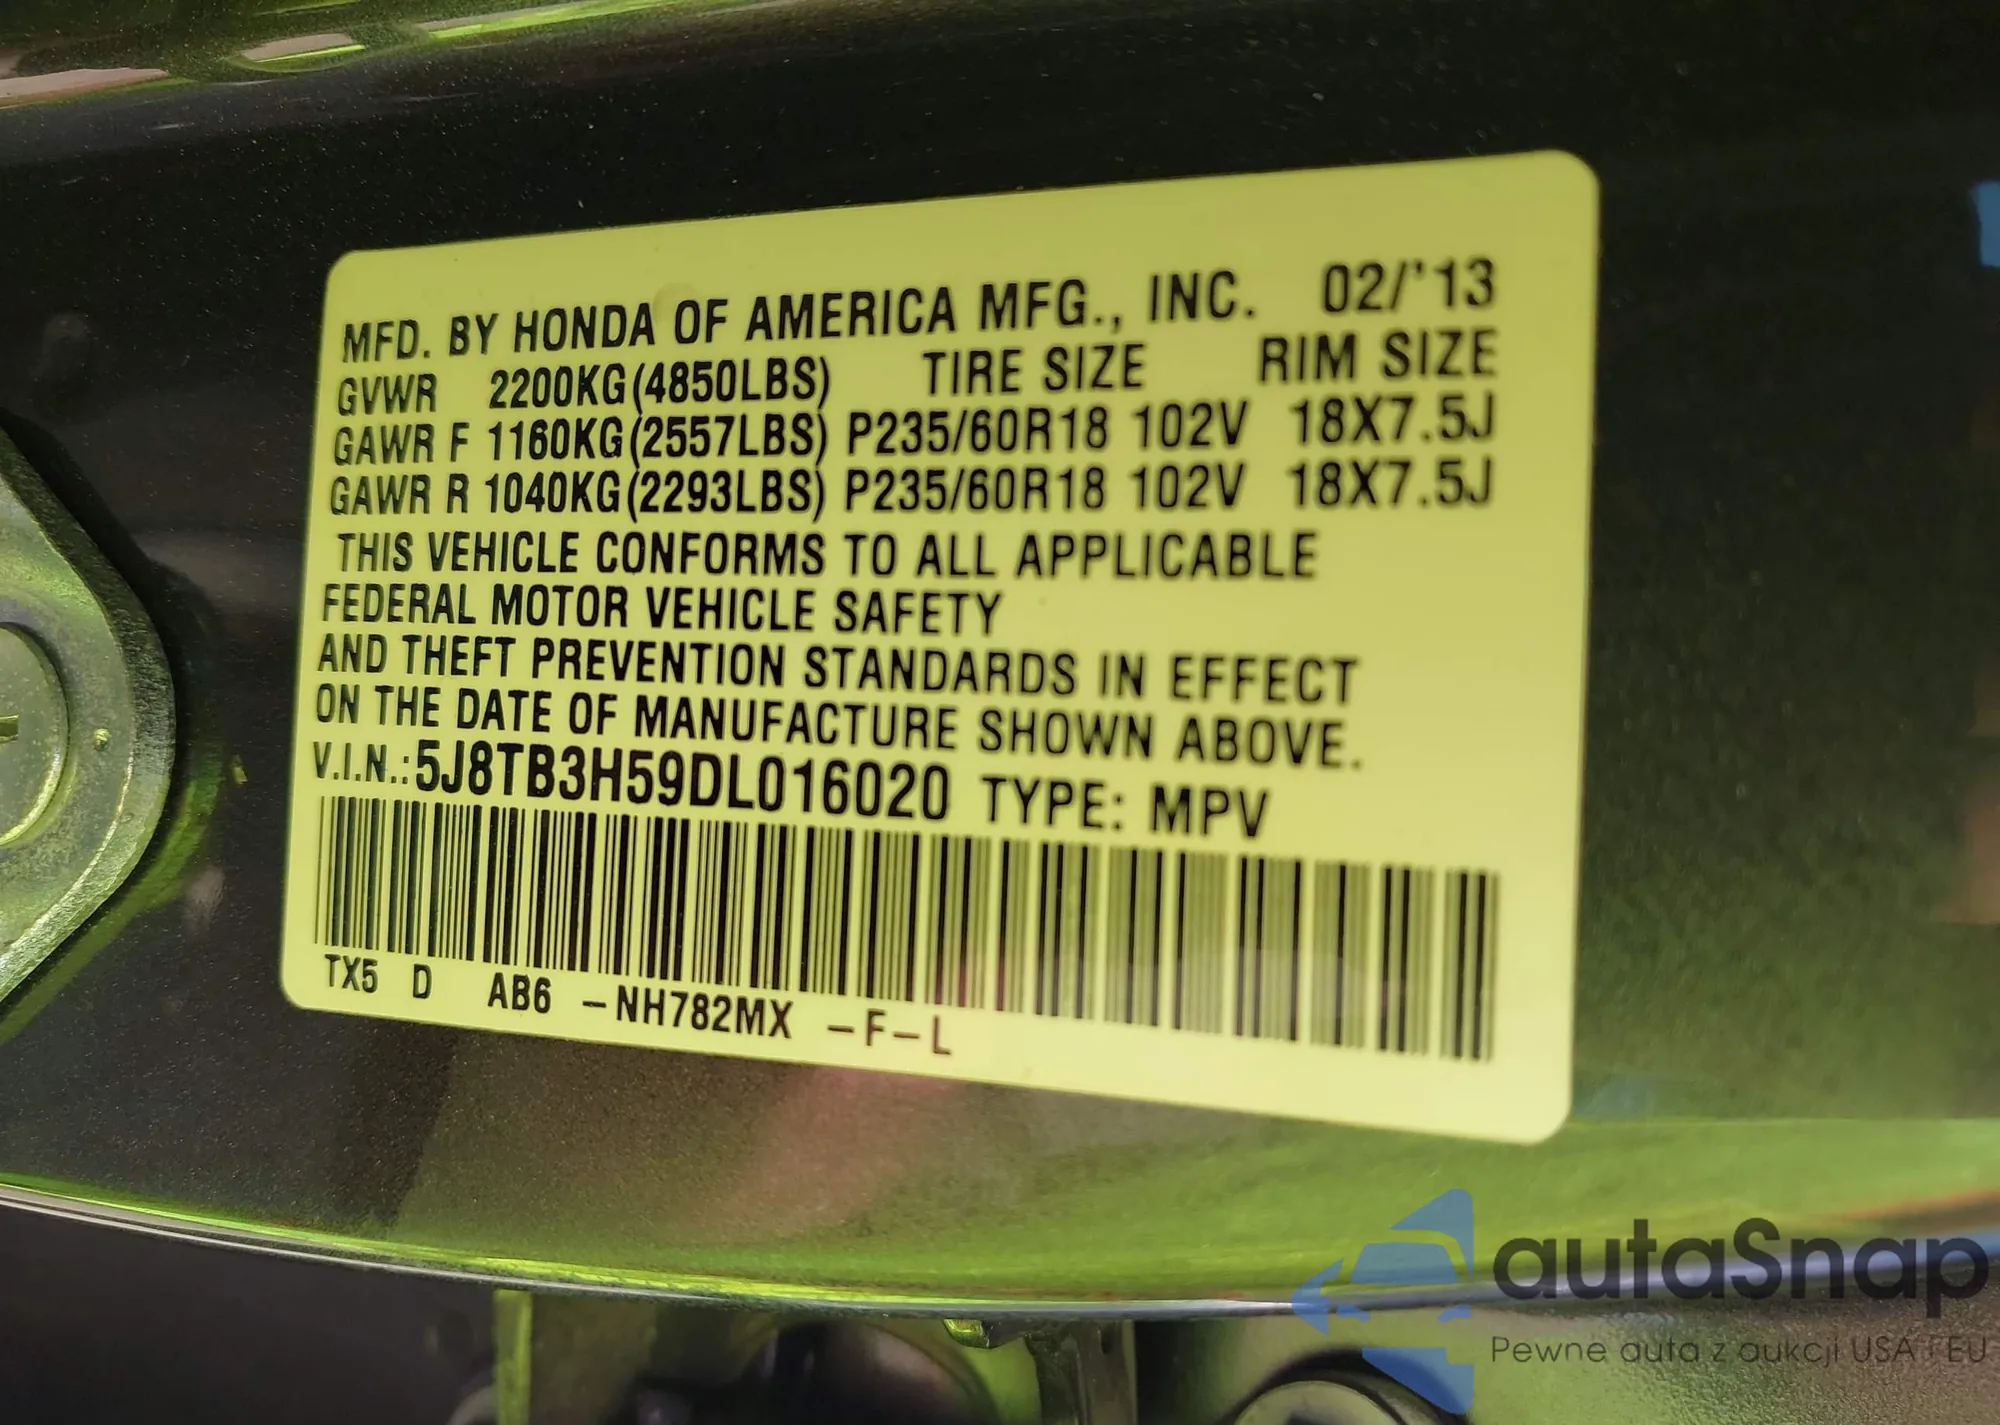 MFD. BY HONDA OF AMERICA MFG., INC. 02/'13
GVWR 2200KG(4850LBS) TIRE SIZE RIM SIZE
GAWR F 1160KG(2557LBS) P235/60R18 102V 18X7.5J
GAWR R 1040KG(2293LBS) P235/60R18 102V 18X7.5J
THIS VEHICLE CONFORMS TO ALL APPLICABLE
FEDERAL MOTOR VEHICLE SAFETY
AND THEFT PREVENTION STANDARDS IN EFFECT
ON THE DATE OF MANUFACTURE SHOWN ABOVE.
V.I.N.:5J8TB3H59DL016020 TYPE: MPV
TX5 D AB6 -NH782MX -F-L
autaSnap
Pewne auta z aukcji USA i EU